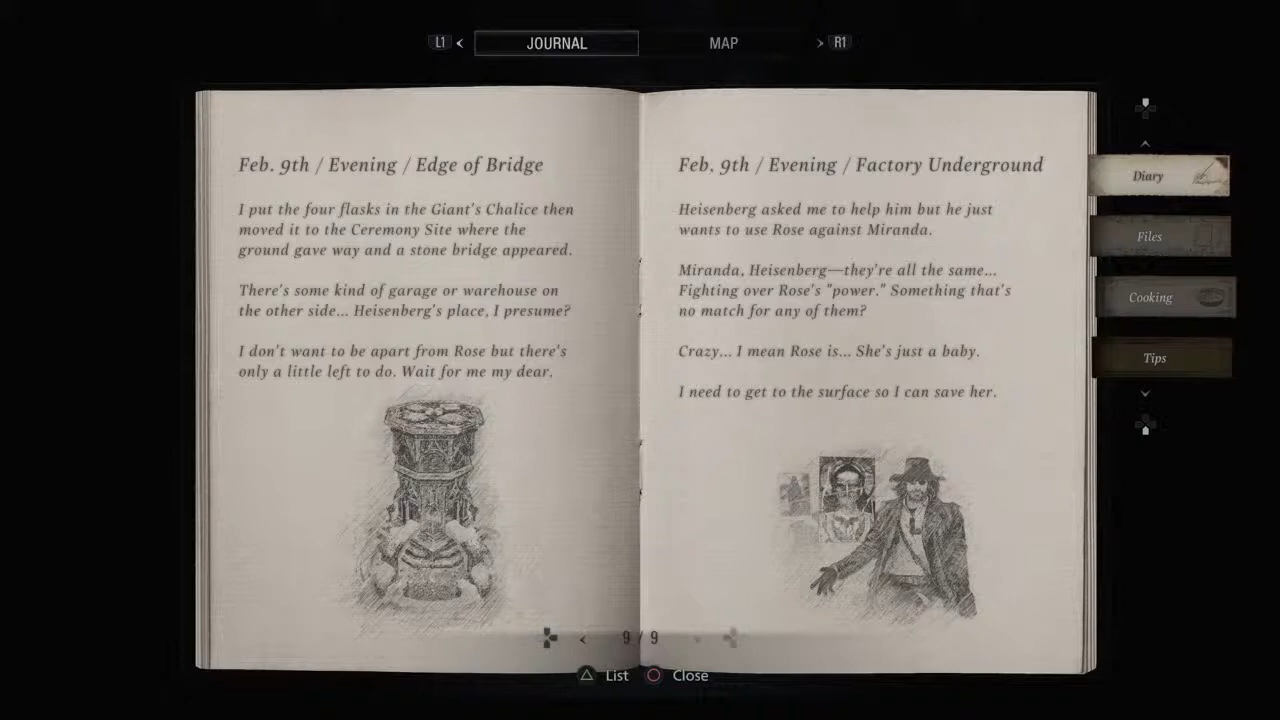 L1 JOURNAL MAP R1
Feb. 9th / Evening / Edge of Bridge
I put the four flasks in the Giant's Chalice then
moved it to the Ceremony Site where the
ground gave way and a stone bridge appeared.
There's some kind of garage or warehouse on
the other side... Heisenberg's place, I presume?
I don't want to be apart from Rose but there's
only a little left to do. Wait for me my dear.
Feb. 9th / Evening / Factory Underground
Heisenberg asked me to help him but he just
wants to use Rose against Miranda.
Miranda, Heisenberg—they're all the same...
Fighting over Rose's "power." Something that's
no match for any of them?
Crazy... I mean Rose is... She's just a baby.
I need to get to the surface so I can save her.
Diary
Files
Cooking
Tips
9 / 9
List Close